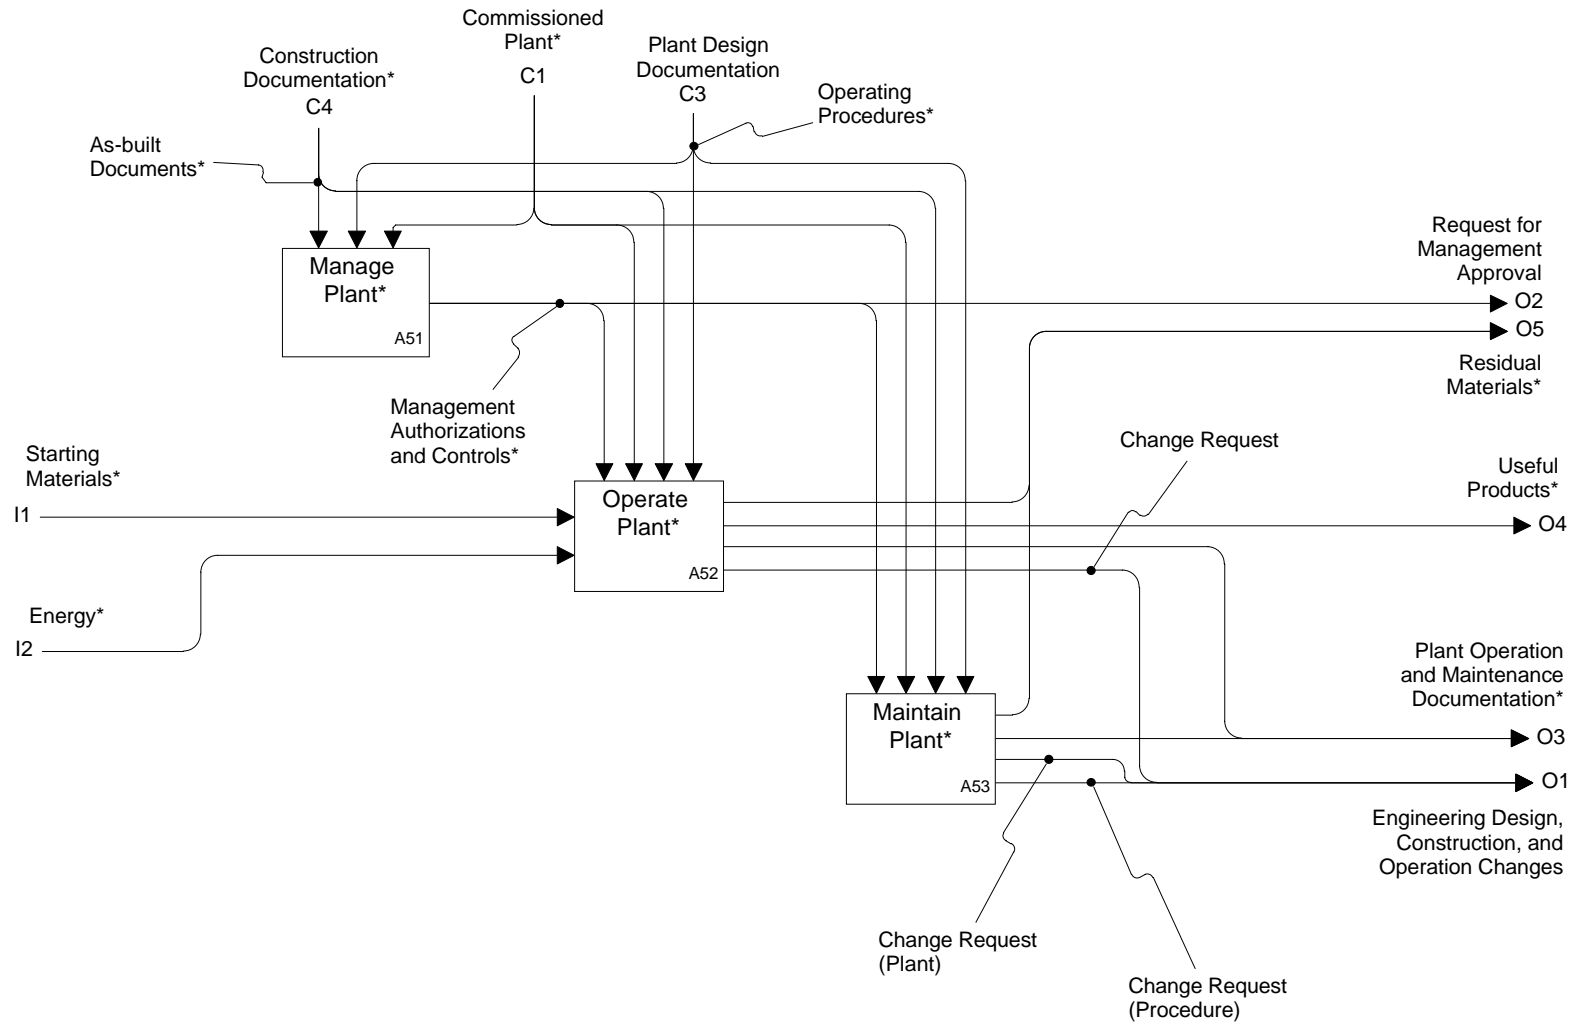 Commissioned
Plant*
C1
Construction
Documentation*
C4
Plant Design
Documentation
C3
Operating
Procedures*
As-built
Documents*
Manage
Plant*
A51
Request for
Management
Approval
O2
O5
Residual
Materials*
Management
Authorizations
and Controls*
Starting
Materials*
I1
Change Request
Useful
Products*
O4
Operate
Plant*
A52
Energy*
I2
Plant Operation
and Maintenance
Documentation*
O3
Maintain
Plant*
A53
O1
Engineering Design,
Construction, and
Operation Changes
Change Request
(Plant)
Change Request
(Procedure)